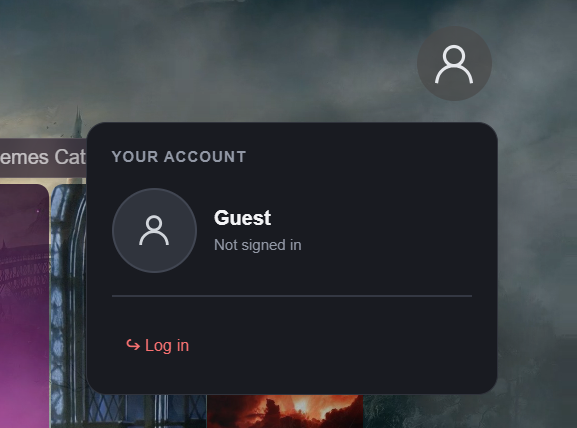 emes Cat
YOUR ACCOUNT
Guest
Not signed in
↪ Log in